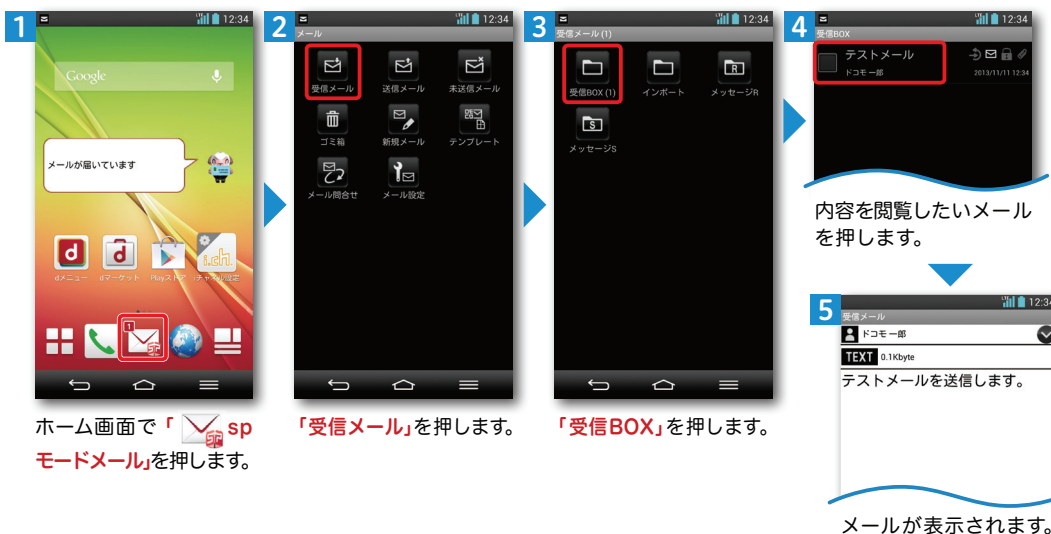 1
12:34
Google
メールが届いています
dメニュー dマーケット Playストア iチャネル設定
1
ホーム画面で「 sp
モードメール」を押します。
2
12:34
メール
受信メール 送信メール 未送信メール
ゴミ箱 新規メール テンプレート
メール問合せ メール設定
「受信メール」を押します。
3
12:34
受信メール (1)
受信BOX (1) インポート メッセージR
メッセージS
「受信BOX」を押します。
4
12:34
受信BOX
テストメール
ドコモ 一郎 2013/11/11 12:34
内容を閲覧したいメール
を押します。
5
12:34
受信メール
ドコモ 一郎
TEXT 0.1Kbyte
テストメールを送信します。
メールが表示されます。